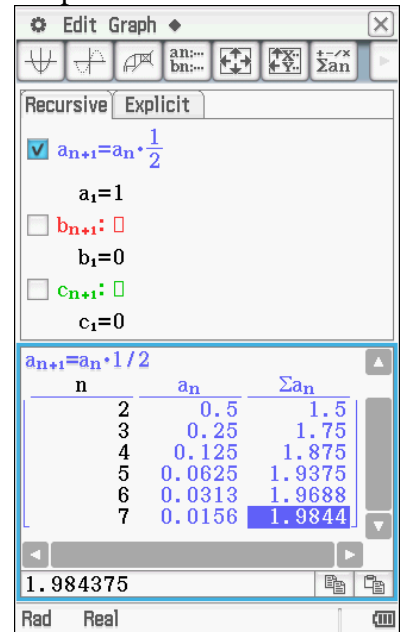 Edit Graph
an:··· bn:··· X··· Y··· +−/× Σan
Recursive Explicit
aₙ₊₁=aₙ·1/2
a₁=1
bₙ₊₁:
b₁=0
cₙ₊₁:
c₁=0
aₙ₊₁=aₙ·1/2
n aₙ Σaₙ
2 0.5 1.5
3 0.25 1.75
4 0.125 1.875
5 0.0625 1.9375
6 0.0313 1.9688
7 0.0156 1.9844
1.984375
Rad Real